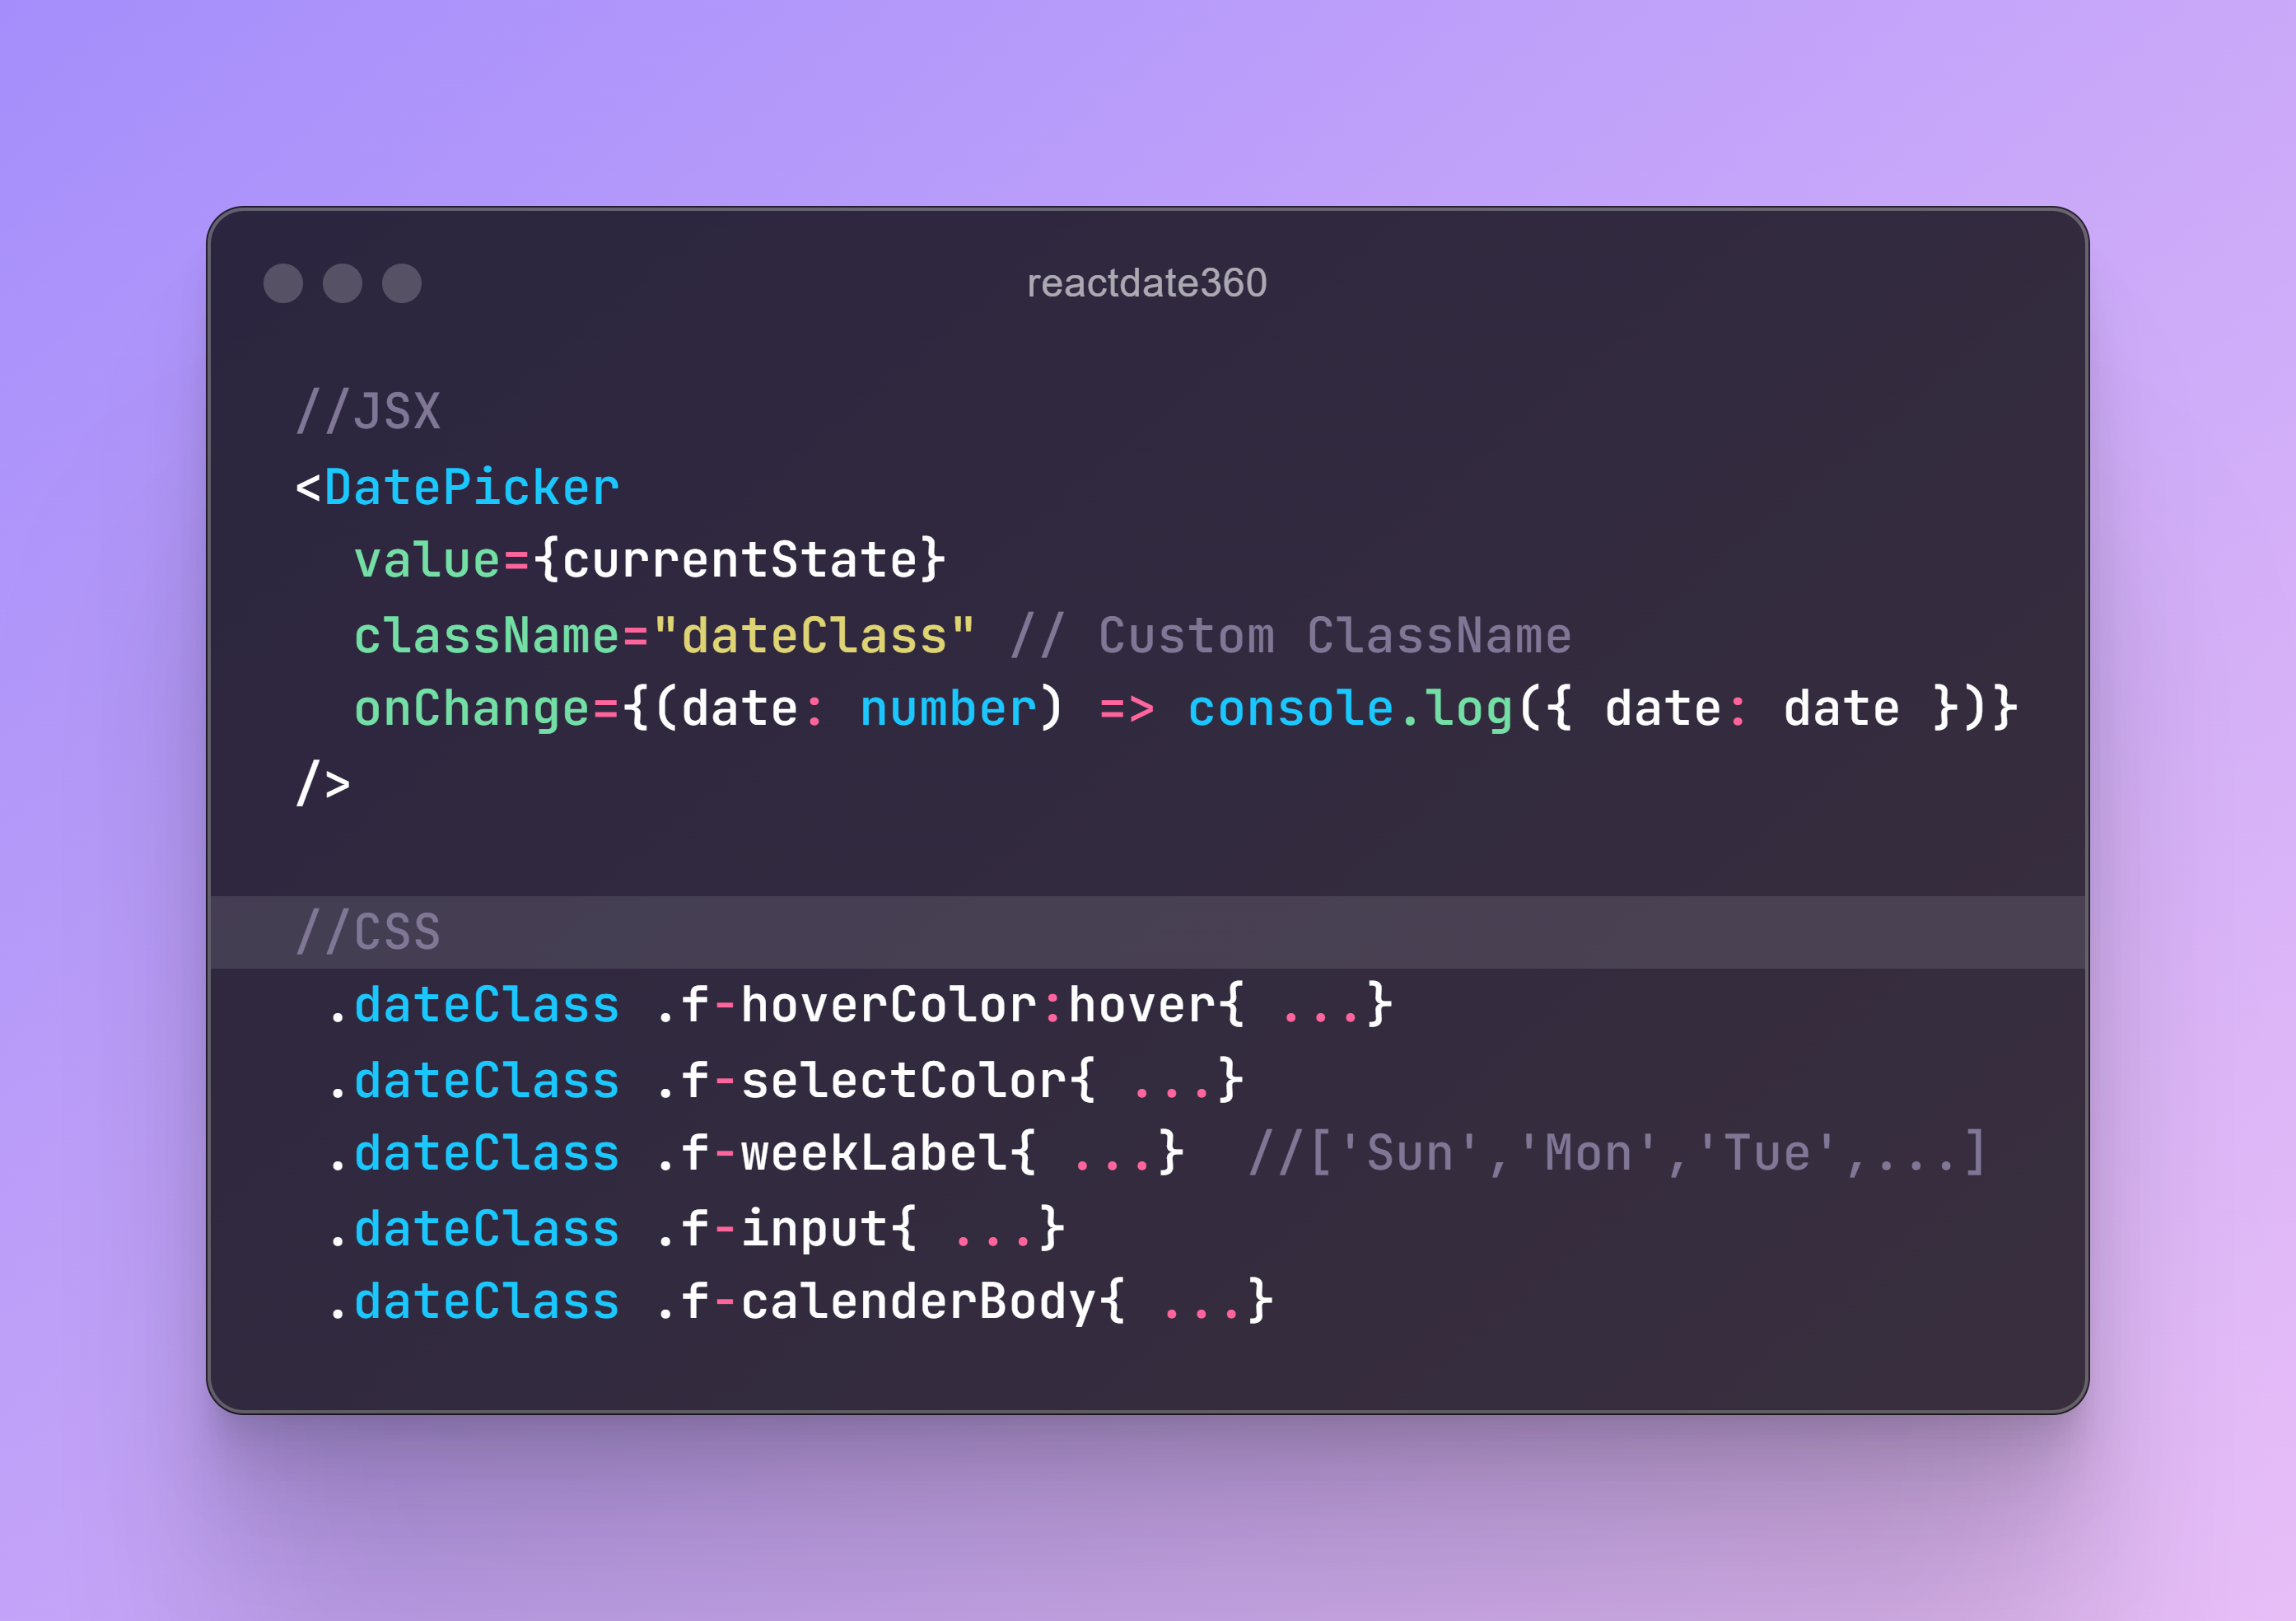 reactdate360
//JSX
<DatePicker
  value={currentState}
  className="dateClass" // Custom ClassName
  onChange={(date: number) => console.log({ date: date })}
/>
//CSS
 .dateClass .f-hoverColor:hover{ ...}
 .dateClass .f-selectColor{ ...}
 .dateClass .f-weekLabel{ ...}  //['Sun','Mon','Tue',...]
 .dateClass .f-input{ ...}
 .dateClass .f-calenderBody{ ...}